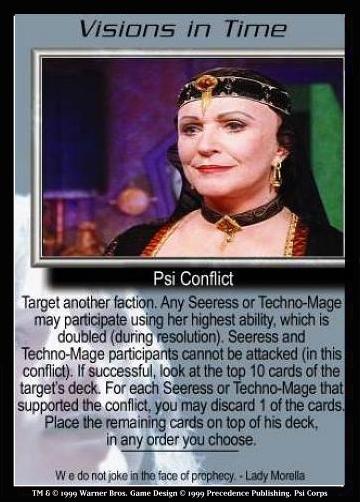 Visions in Time
Psi Conflict
Target another faction. Any Seeress or Techno-Mage
may participate using her highest ability, which is
doubled (during resolution). Seeress and
Techno-Mage participants cannot be attacked (in this
conflict). If successful, look at the top 10 cards of the
target's deck. For each Seeress or Techno-Mage that
supported the conflict, you may discard 1 of the cards.
Place the remaining cards on top of his deck,
in any order you choose.
W e do not joke in the face of prophecy. - Lady Morella
TM & © 1999 Warner Bros. Game Design © 1999 Precedence Publishing. Psi Corps